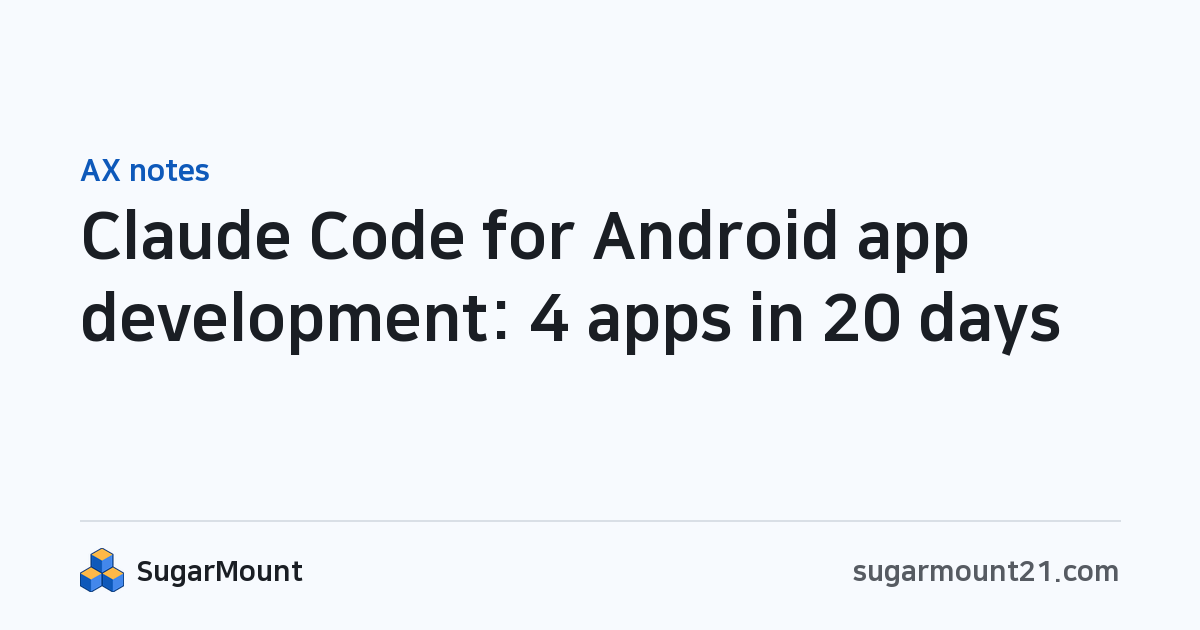 AX notes
Claude Code for Android app
development: 4 apps in 20 days
SugarMount
sugarmount21.com